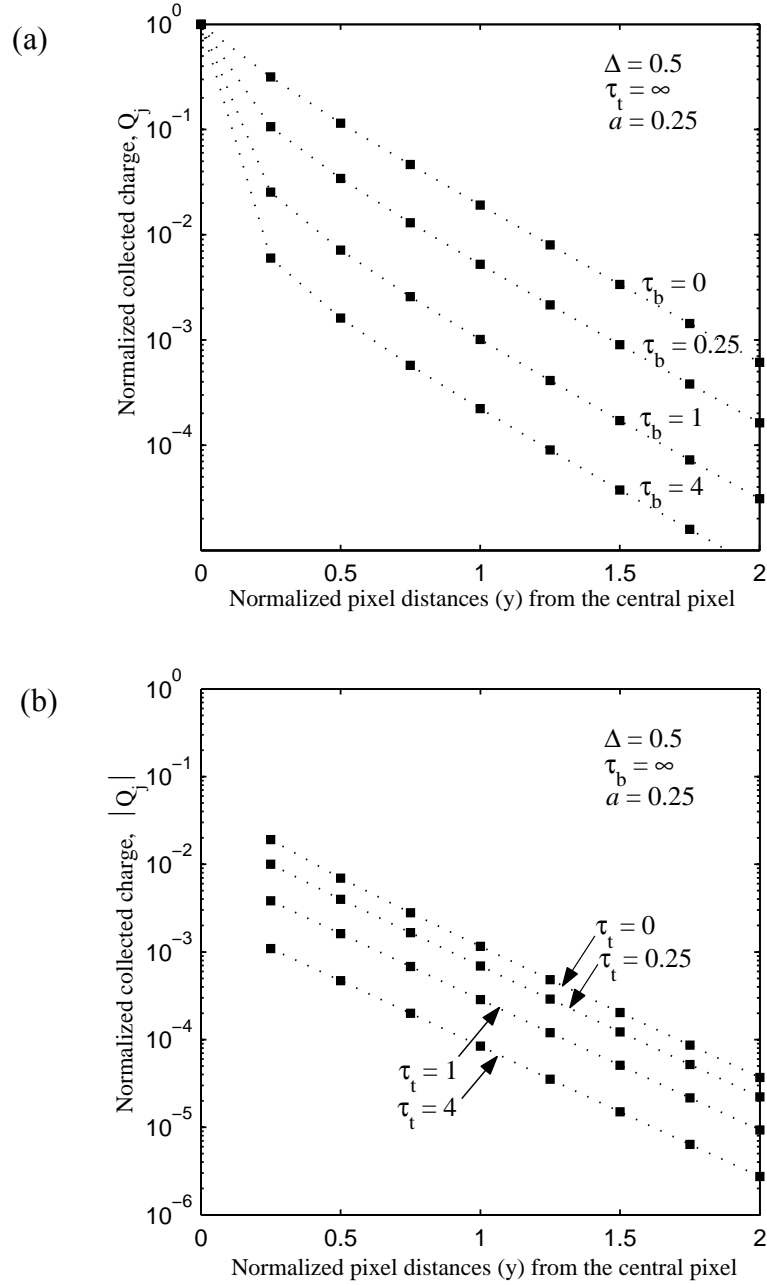 (a)
Normalized collected charge, Q_j
10^0
10^−1
10^−2
10^−3
10^−4
Δ = 0.5
τ_t = ∞
a = 0.25
τ_b = 0
τ_b = 0.25
τ_b = 1
τ_b = 4
0 0.5 1 1.5 2
Normalized pixel distances (y) from the central pixel
(b)
Normalized collected charge, |Q_j|
10^0
10^−1
10^−2
10^−3
10^−4
10^−5
10^−6
Δ = 0.5
τ_b = ∞
a = 0.25
τ_t = 0
τ_t = 0.25
τ_t = 1
τ_t = 4
0 0.5 1 1.5 2
Normalized pixel distances (y) from the central pixel